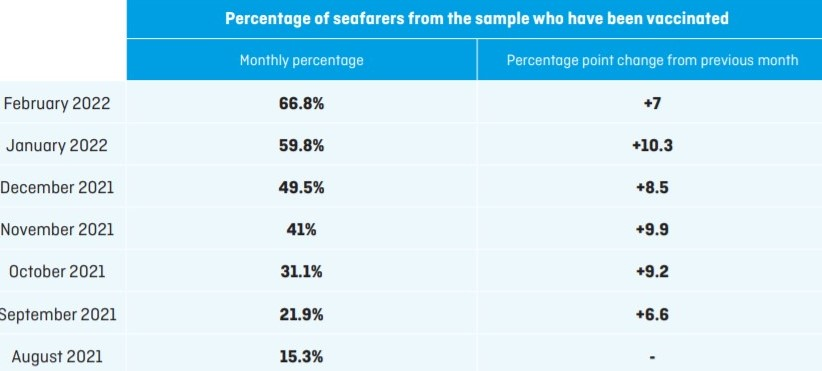 Percentage of seafarers from the sample who have been vaccinated
Monthly percentage Percentage point change from previous month
February 2022 66.8% +7
January 2022 59.8% +10.3
December 2021 49.5% +8.5
November 2021 41% +9.9
October 2021 31.1% +9.2
September 2021 21.9% +6.6
August 2021 15.3% -